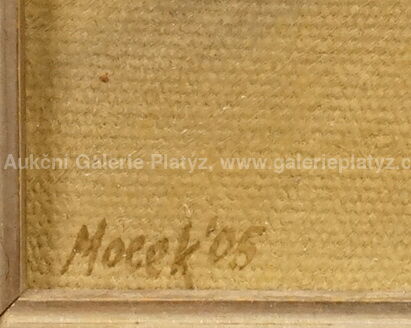 Aukční Galerie Platyz, www.galerieplatyz.c
Mocek '05